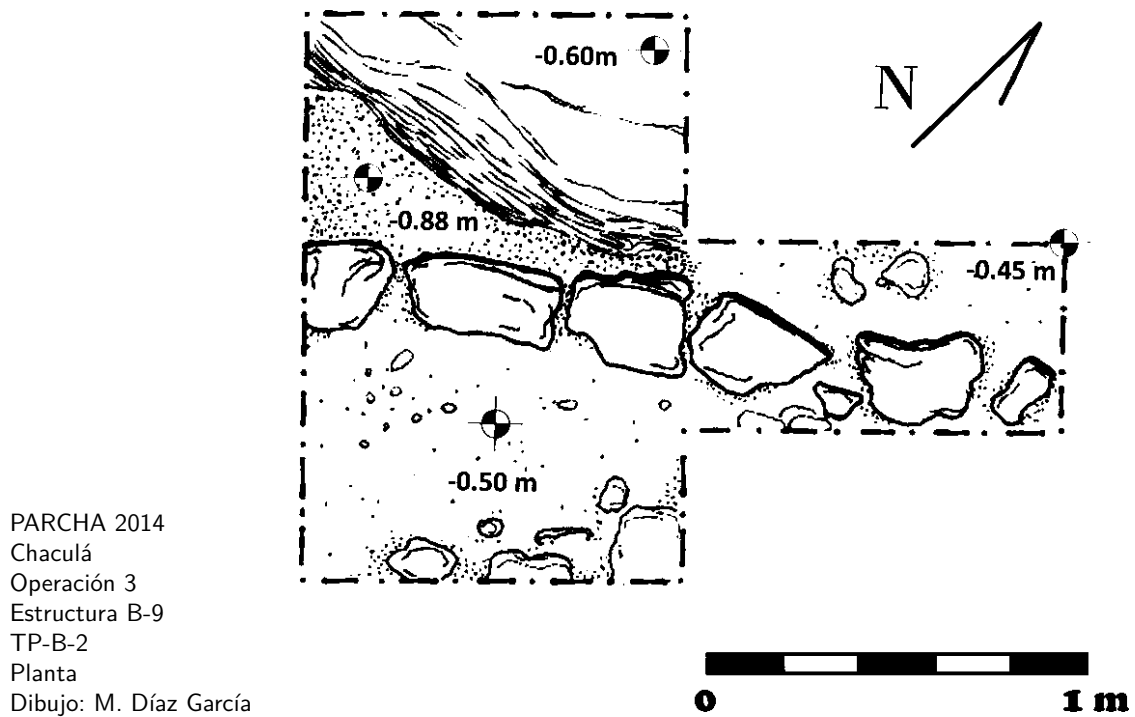 -0.60m
N
-0.88 m
-0.45 m
-0.50 m
PARCHA 2014
Chaculá
Operación 3
Estructura B-9
TP-B-2
Planta
Dibujo: M. Díaz García
0 1 m